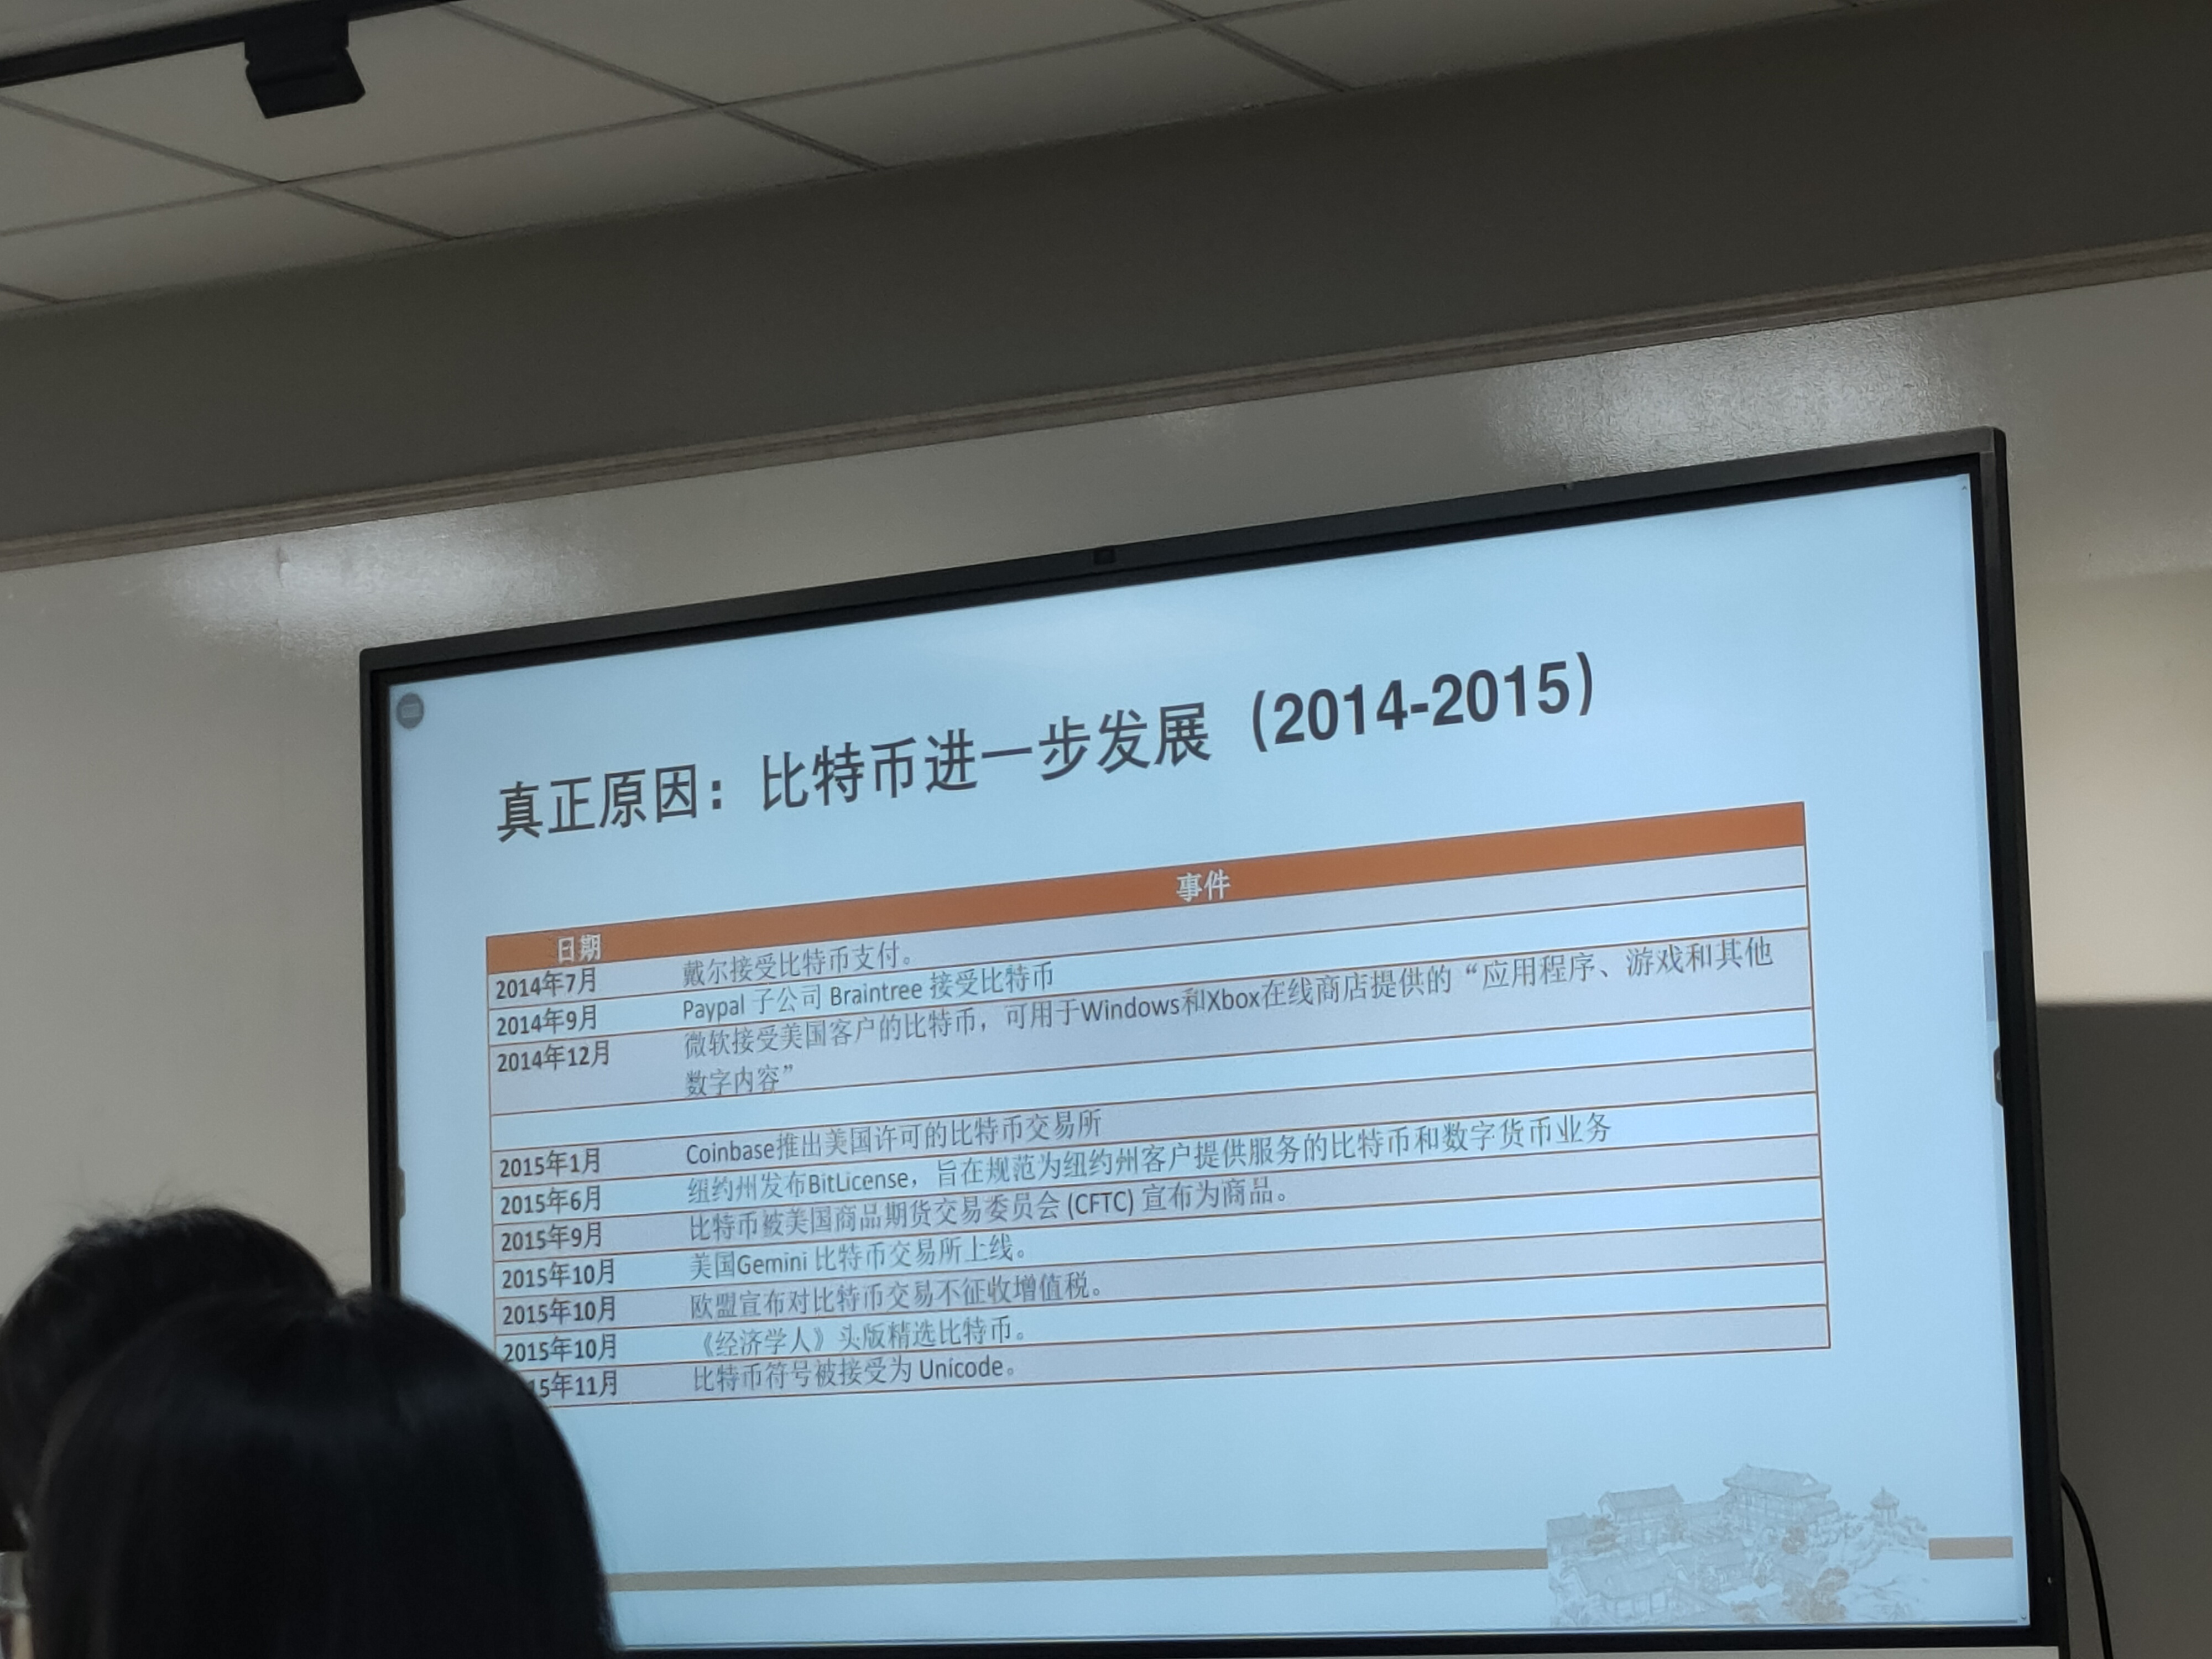 真正原因：比特币进一步发展（2014-2015）
日期 事件
2014年7月 戴尔接受比特币支付。
2014年9月 Paypal 子公司 Braintree 接受比特币
2014年12月 微软接受美国客户的比特币，可用于Windows和Xbox在线商店提供的“应用程序、游戏和其他
数字内容”
2015年1月 Coinbase推出美国许可的比特币交易所
2015年6月 纽约州发布BitLicense，旨在规范为纽约州客户提供服务的比特币和数字货币业务
2015年9月 比特币被美国商品期货交易委员会 (CFTC) 宣布为商品。
2015年10月 美国Gemini 比特币交易所上线。
2015年10月 欧盟宣布对比特币交易不征收增值税。
2015年10月 《经济学人》头版精选比特币。
15年11月 比特币符号被接受为 Unicode。